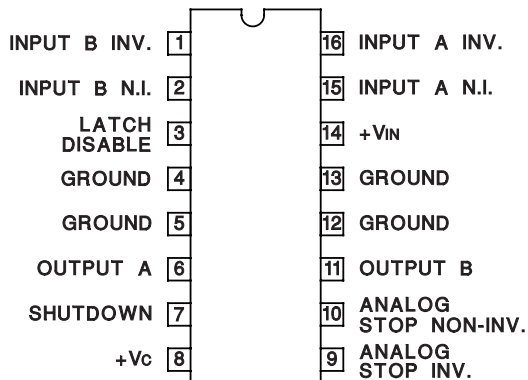 INPUT B INV. 1
16 INPUT A INV.
INPUT B N.I. 2
15 INPUT A N.I.
LATCH
DISABLE 3
14 +VIN
GROUND 4
13 GROUND
GROUND 5
12 GROUND
OUTPUT A 6
11 OUTPUT B
SHUTDOWN 7
10 ANALOG
STOP NON-INV.
+VC 8
9 ANALOG
STOP INV.